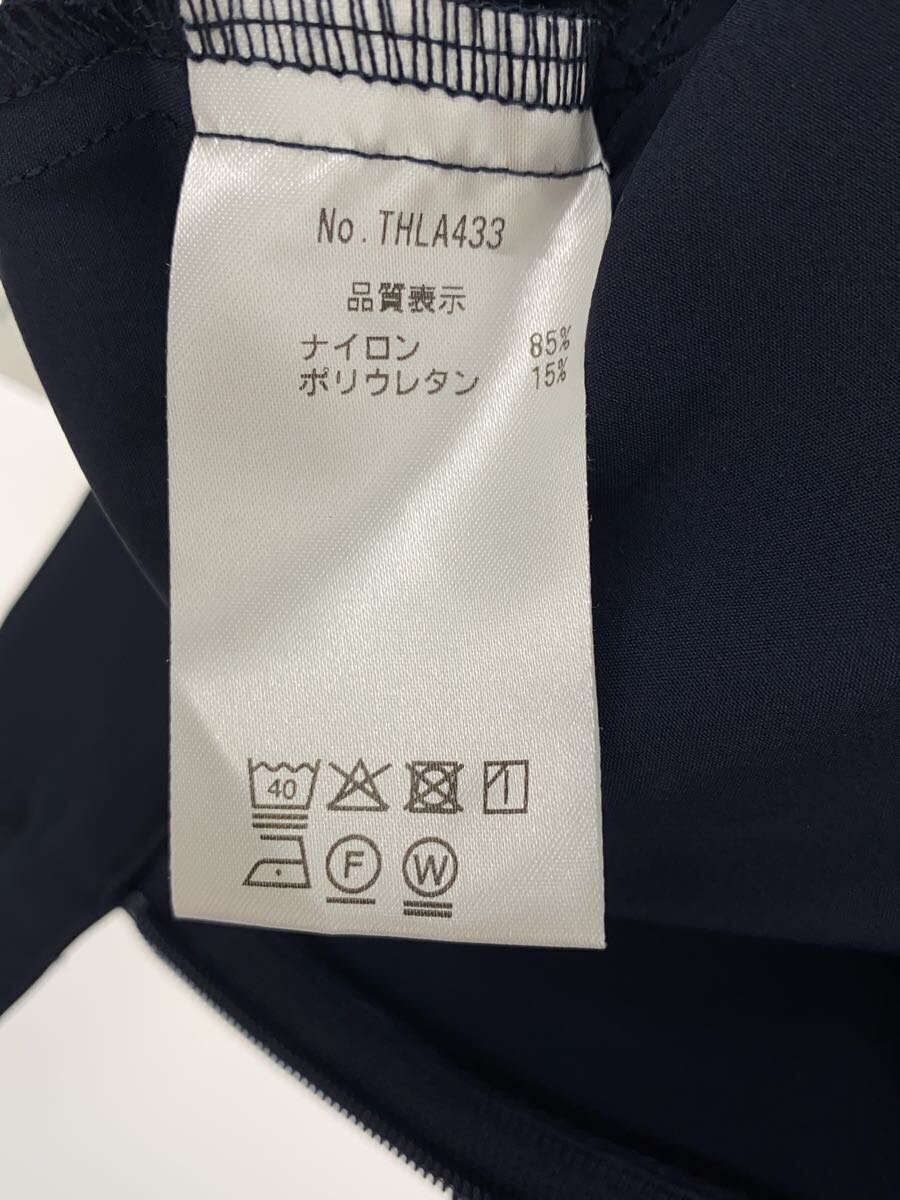 No.THLA433
品質表示
ナイロン 85%
ポリウレタン 15%
40
F W